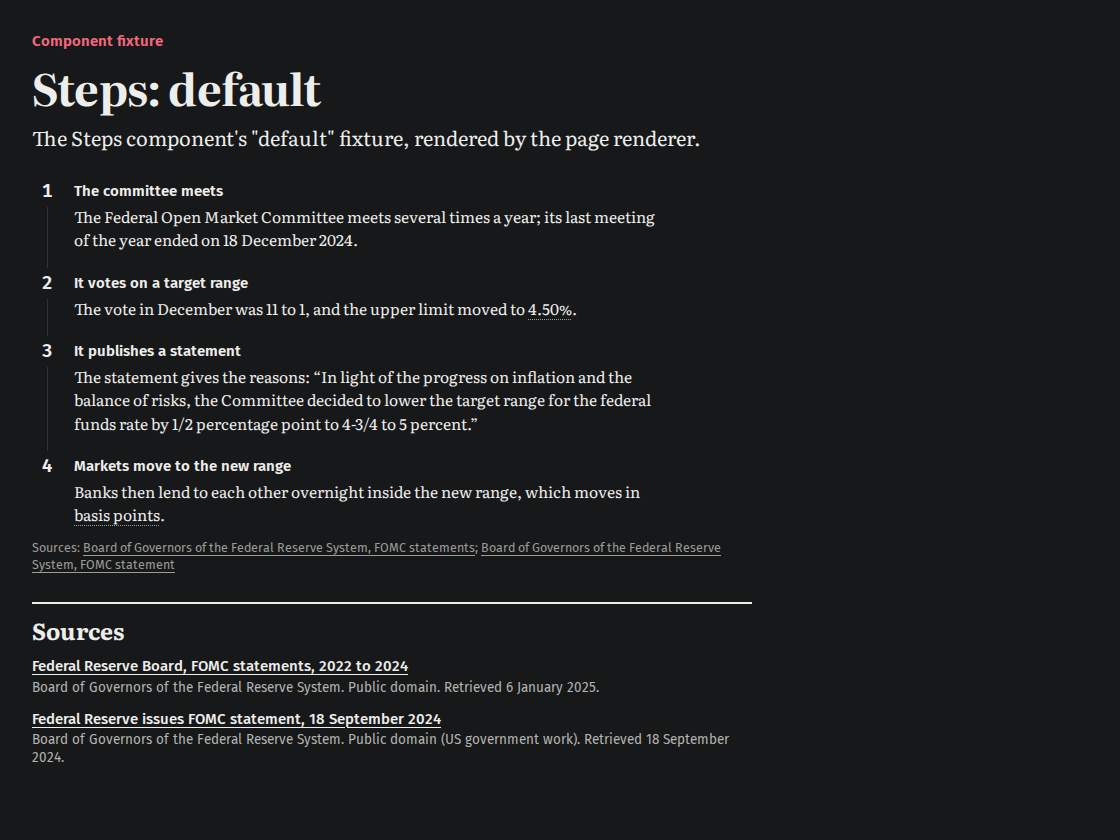 Component fixture
Steps: default
The Steps component's "default" fixture, rendered by the page renderer.
1 The committee meets
The Federal Open Market Committee meets several times a year; its last meeting
of the year ended on 18 December 2024.
2 It votes on a target range
The vote in December was 11 to 1, and the upper limit moved to 4.50%.
3 It publishes a statement
The statement gives the reasons: “In light of the progress on inflation and the
balance of risks, the Committee decided to lower the target range for the federal
funds rate by 1/2 percentage point to 4-3/4 to 5 percent.”
4 Markets move to the new range
Banks then lend to each other overnight inside the new range, which moves in
basis points.
Sources: Board of Governors of the Federal Reserve System, FOMC statements; Board of Governors of the Federal Reserve
System, FOMC statement
Sources
Federal Reserve Board, FOMC statements, 2022 to 2024
Board of Governors of the Federal Reserve System. Public domain. Retrieved 6 January 2025.
Federal Reserve issues FOMC statement, 18 September 2024
Board of Governors of the Federal Reserve System. Public domain (US government work). Retrieved 18 September
2024.